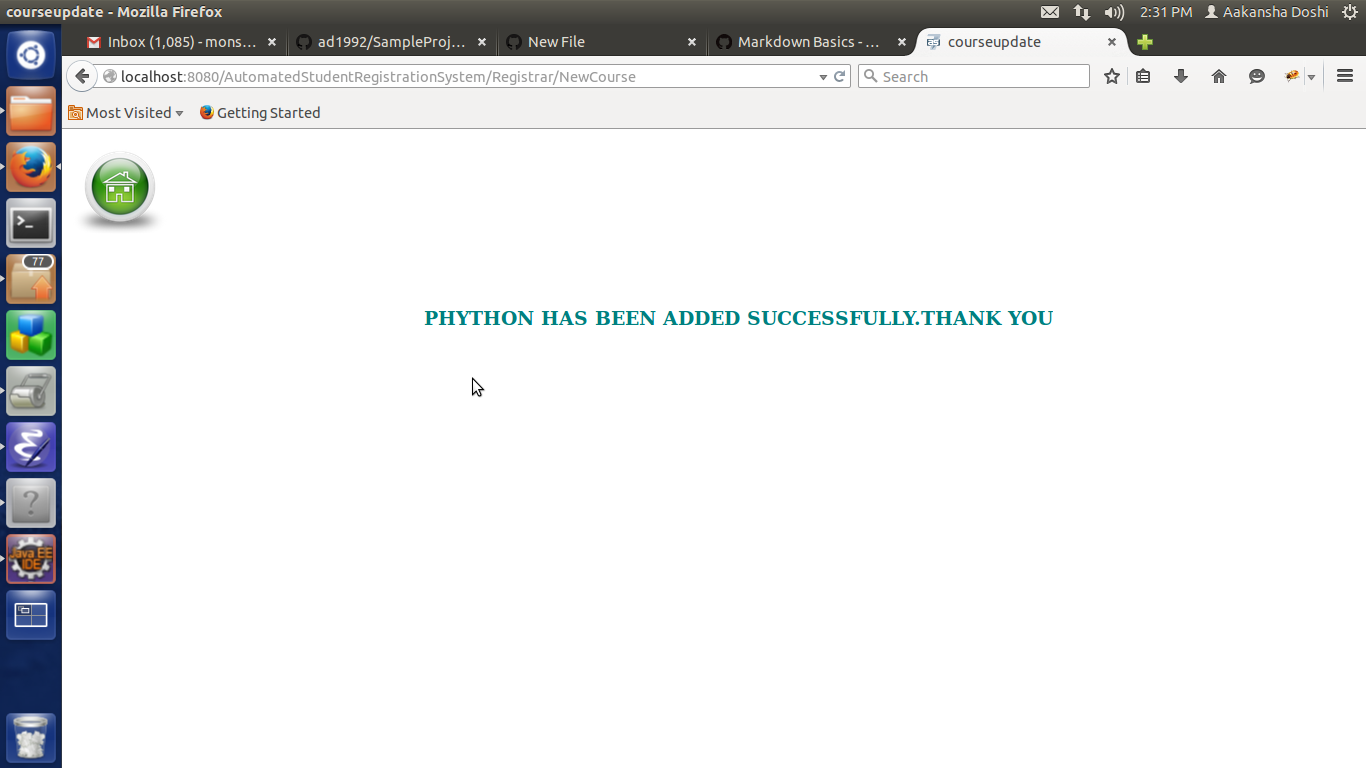 courseupdate - Mozilla Firefox
2:31 PM
Aakansha Doshi
Inbox (1,085) - mons...
ad1992/SampleProj...
New File
Markdown Basics - ...
courseupdate
localhost:8080/AutomatedStudentRegistrationSystem/Registrar/NewCourse
Search
Most Visited
Getting Started
>_
77
Java EE
IDE
?
PHYTHON HAS BEEN ADDED SUCCESSFULLY.THANK YOU